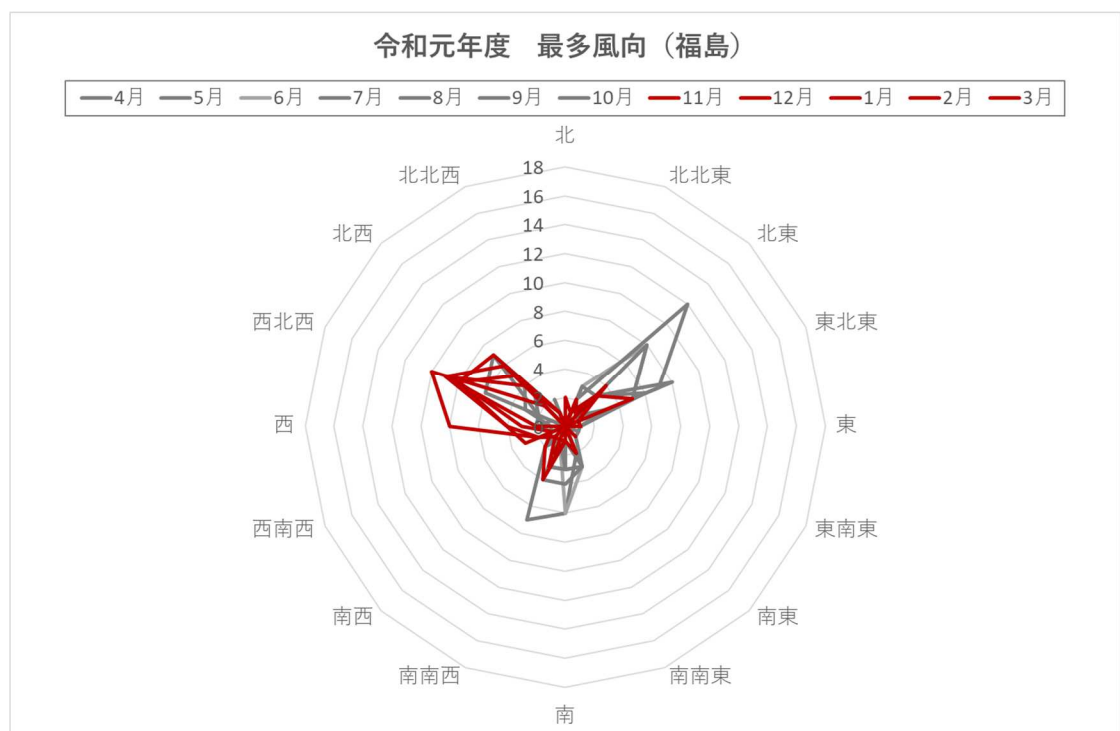 令和元年度　最多風向（福島）
4月 5月 6月 7月 8月 9月 10月 11月 12月 1月 2月 3月
北
18
北北西 北北東
16
14
北西 北東
12
10
西北西 東北東
8
6
4
西 東
西南西 東南東
南西 南東
南南西 南南東
南